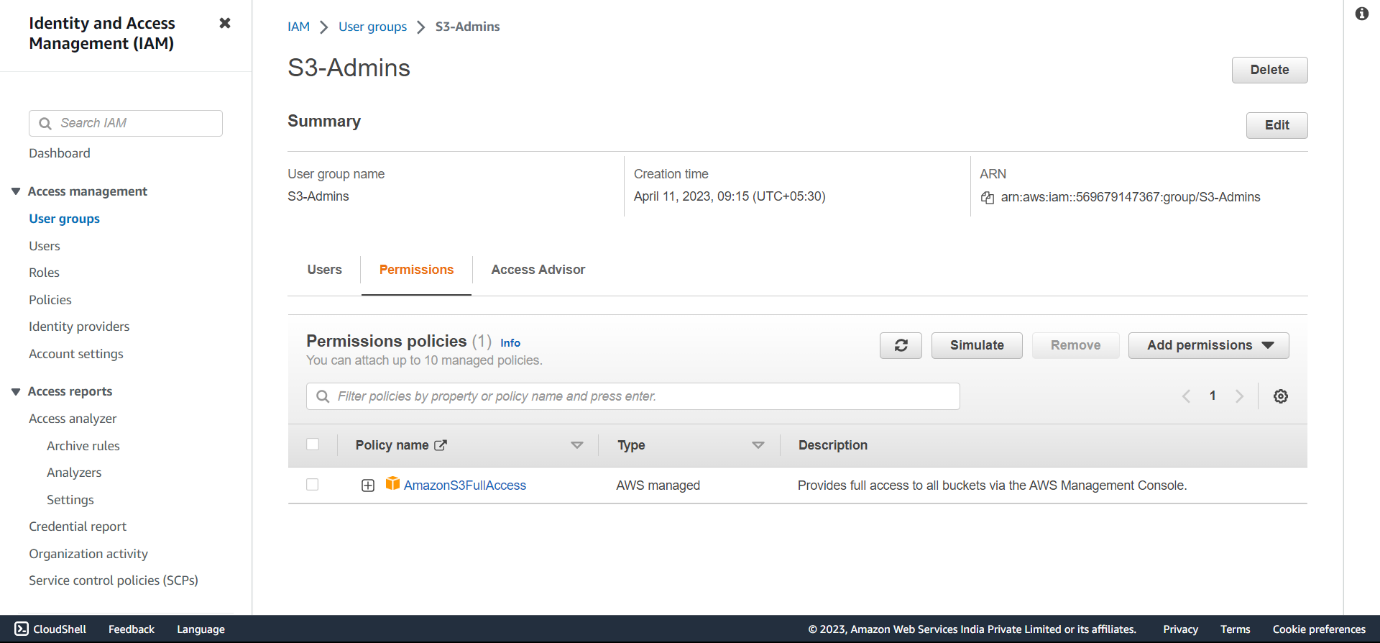 Identity and Access
Management (IAM)
Search IAM
Dashboard
Access management
User groups
Users
Roles
Policies
Identity providers
Account settings
Access reports
Access analyzer
Archive rules
Analyzers
Settings
Credential report
Organization activity
Service control policies (SCPs)
IAM > User groups > S3-Admins
S3-Admins
Delete
Summary
Edit
User group name
S3-Admins
Creation time
April 11, 2023, 09:15 (UTC+05:30)
ARN
arn:aws:iam::569679147367:group/S3-Admins
Users Permissions Access Advisor
Permissions policies (1) Info
You can attach up to 10 managed policies.
Simulate Remove Add permissions
Filter policies by property or policy name and press enter.
1
Policy name Type Description
AmazonS3FullAccess AWS managed Provides full access to all buckets via the AWS Management Console.
CloudShell Feedback Language © 2023, Amazon Web Services India Private Limited or its affiliates. Privacy Terms Cookie preferences